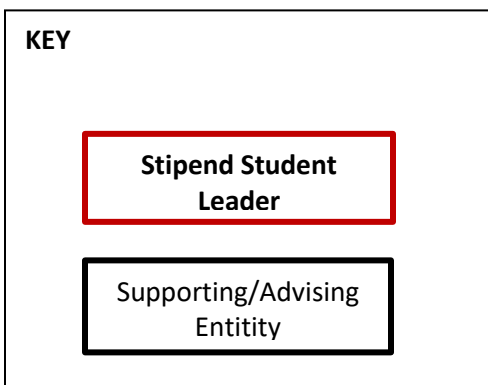 KEY
Stipend Student
Leader
Supporting/Advising
Entitity